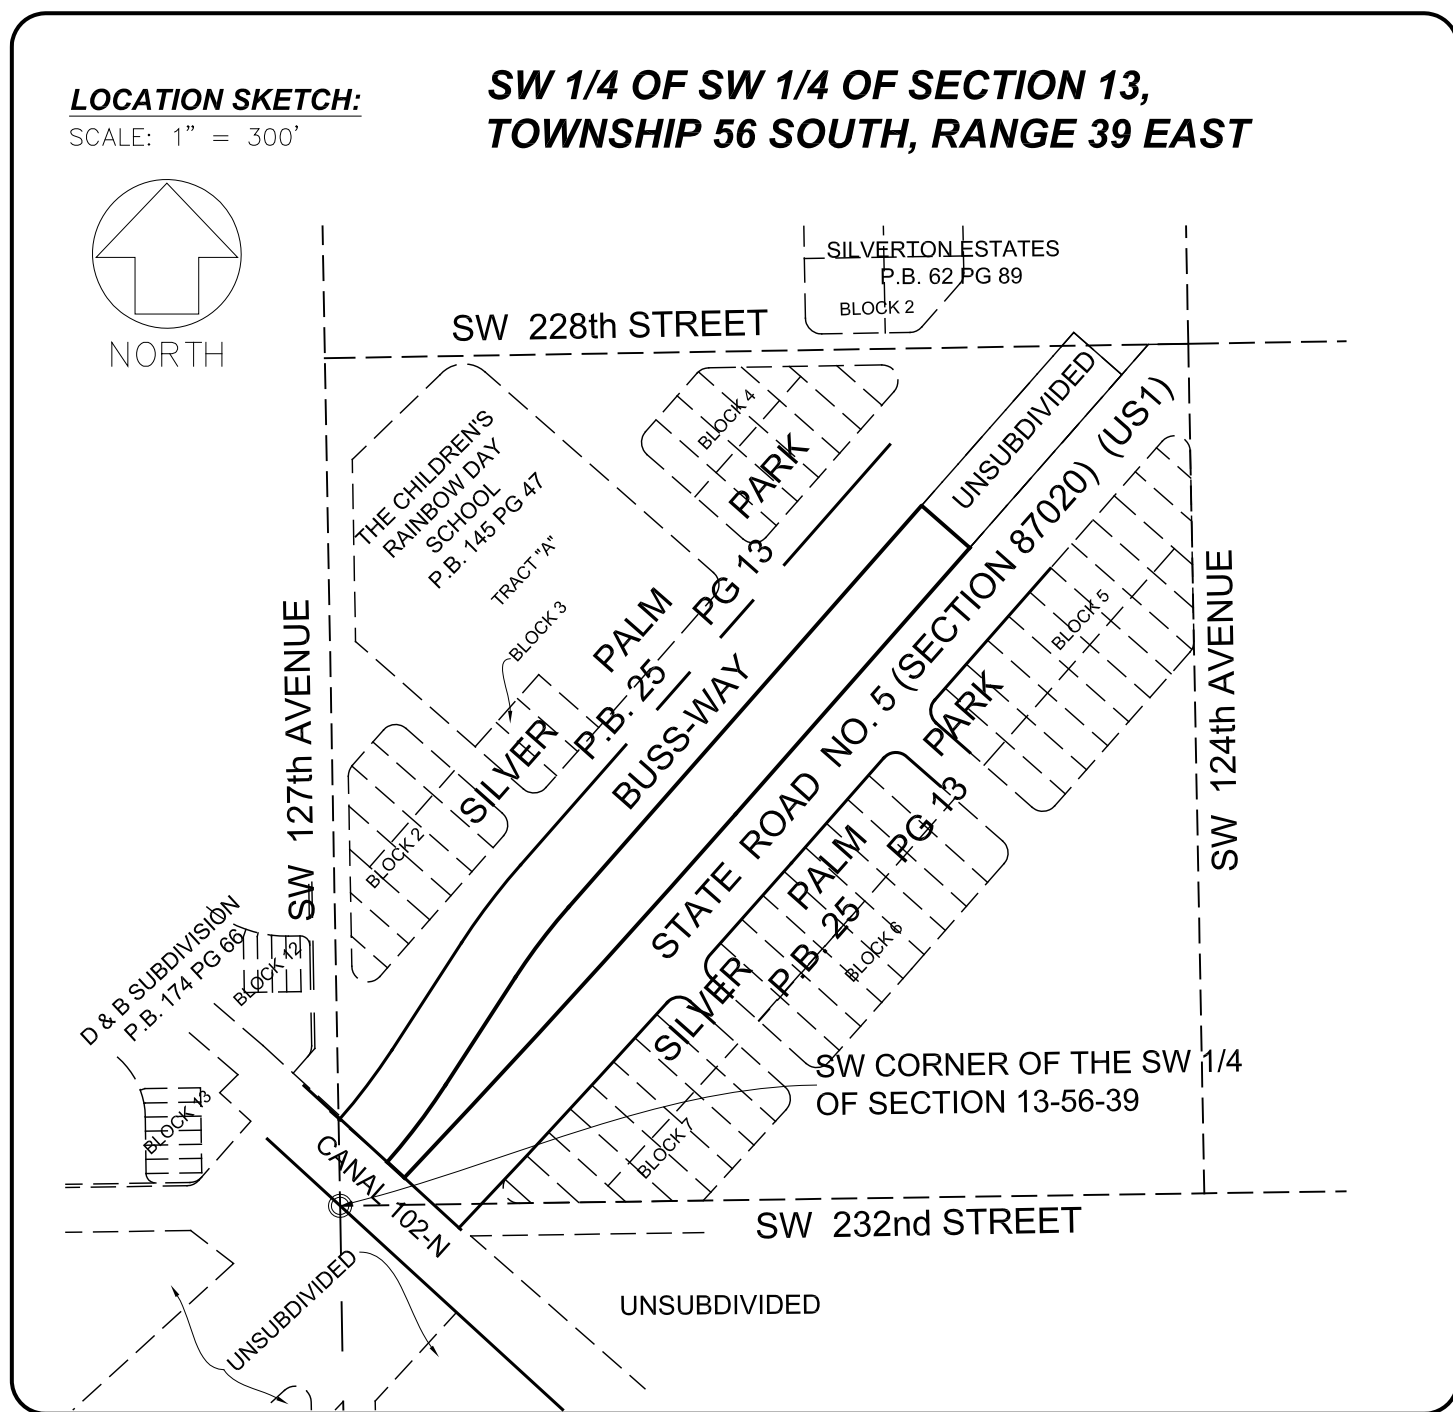 LOCATION SKETCH:
SCALE: 1" = 300'
SW 1/4 OF SW 1/4 OF SECTION 13,
TOWNSHIP 56 SOUTH, RANGE 39 EAST
NORTH
SILVERTON ESTATES
P.B. 62 PG 89
BLOCK 2
SW 228th STREET
UNSUBDIVIDED
BLOCK 4
THE CHILDREN'S
RAINBOW DAY
SCHOOL
P.B. 145 PG 47
TRACT "A"
BLOCK 3
SILVER PALM PARK
P.B. 25 PG 13
BUSS-WAY
STATE ROAD NO. 5 (SECTION 87020) (US1)
BLOCK 5
SW 127th AVENUE
SW 124th AVENUE
BLOCK 2
SILVER PALM PARK
P.B. 25 PG 13
BLOCK 6
D & B SUBDIVISION
P.B. 174 PG 66
BLOCK 12
BLOCK 13
BLOCK 7
SW CORNER OF THE SW 1/4
OF SECTION 13-56-39
CANAL 102-N
SW 232nd STREET
UNSUBDIVIDED
UNSUBDIVIDED